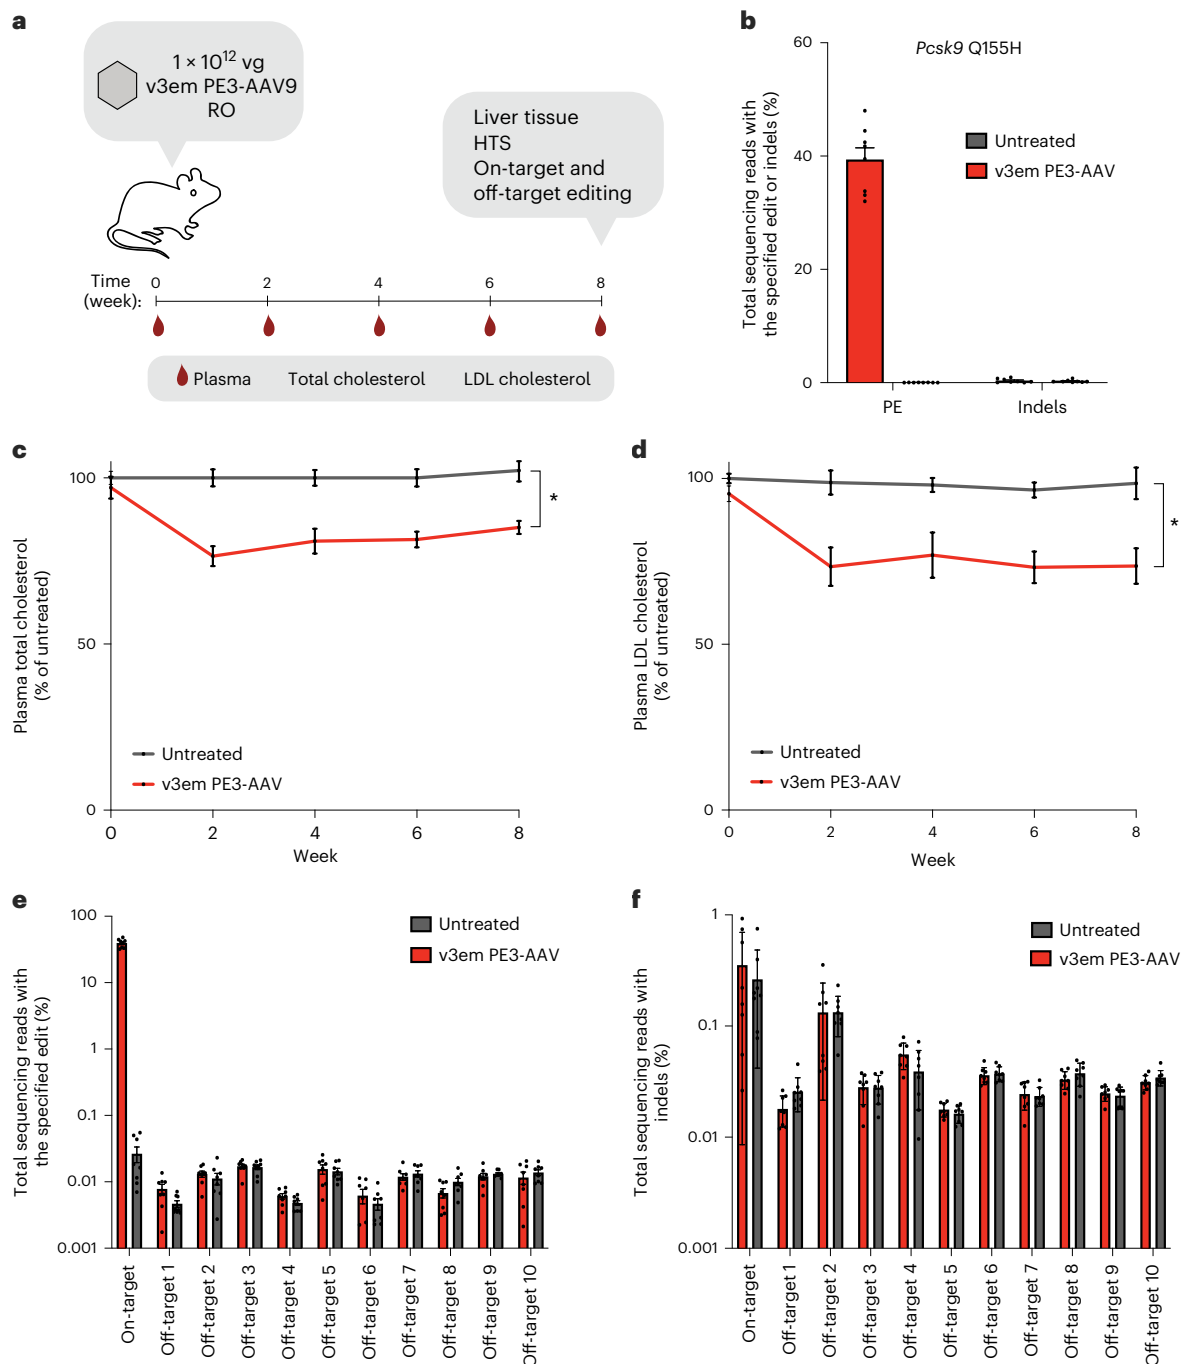 a
1 × 10¹² vg
v3em PE3-AAV9
RO
Liver tissue
HTS
On-target and
off-target editing
Time
(week):
0 2 4 6 8
Plasma Total cholesterol LDL cholesterol
b
Pcsk9 Q155H
Total sequencing reads with
the specified edit or indels (%)
60
40
20
0
Untreated
v3em PE3-AAV
PE Indels
c
Plasma total cholesterol
(% of untreated)
100
50
0
*
Untreated
v3em PE3-AAV
0 2 4 6 8
Week
d
Plasma LDL cholesterol
(% of untreated)
100
50
0
*
Untreated
v3em PE3-AAV
0 2 4 6 8
Week
e
Total sequencing reads with
the specified edit (%)
100
10
1
0.1
0.01
0.001
Untreated
v3em PE3-AAV
On-target
Off-target 1
Off-target 2
Off-target 3
Off-target 4
Off-target 5
Off-target 6
Off-target 7
Off-target 8
Off-target 9
Off-target 10
f
Total sequencing reads with
indels (%)
1
0.1
0.01
0.001
Untreated
v3em PE3-AAV
On-target
Off-target 1
Off-target 2
Off-target 3
Off-target 4
Off-target 5
Off-target 6
Off-target 7
Off-target 8
Off-target 9
Off-target 10